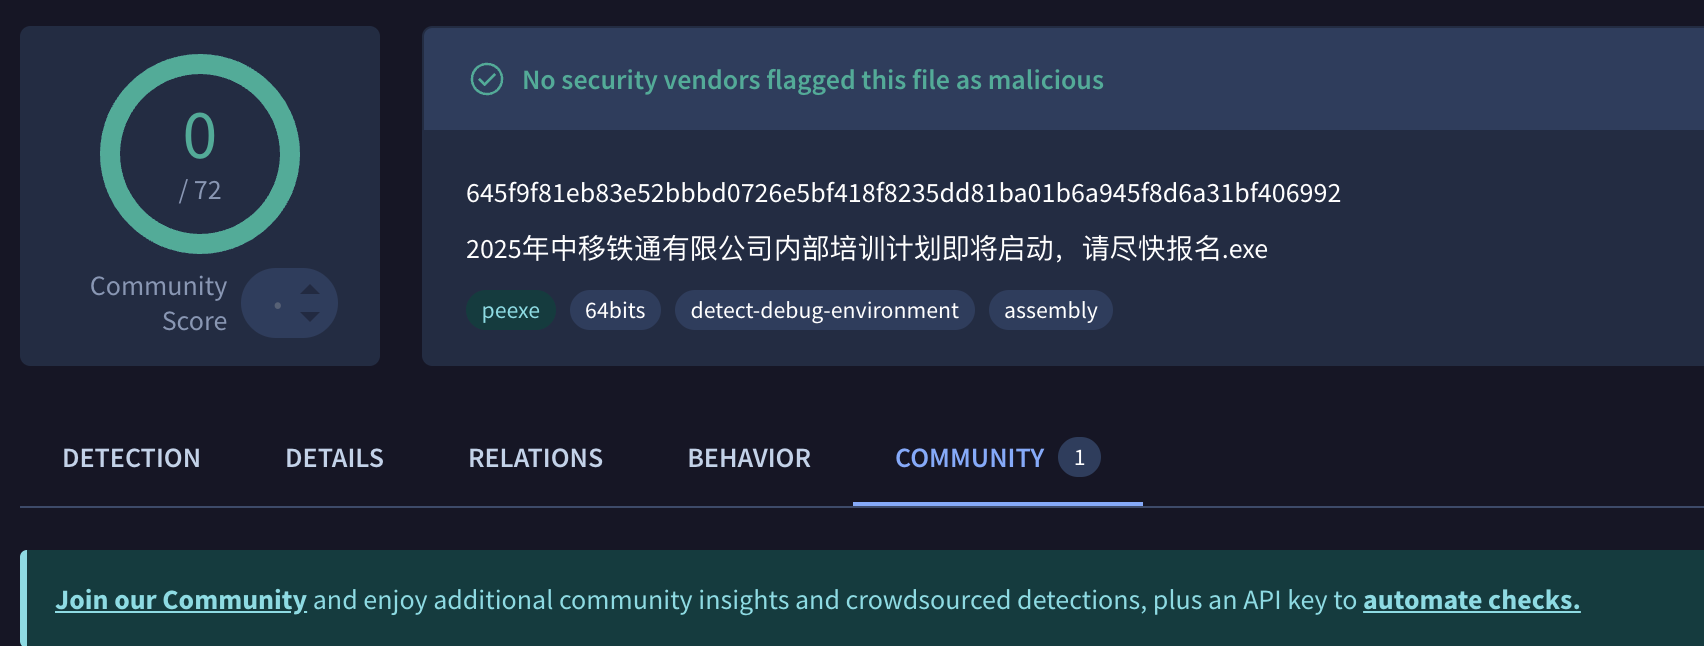 0
/ 72
Community
Score
No security vendors flagged this file as malicious
645f9f81eb83e52bbbd0726e5bf418f8235dd81ba01b6a945f8d6a31bf406992
2025年中移铁通有限公司内部培训计划即将启动，请尽快报名.exe
peexe 64bits detect-debug-environment assembly
DETECTION DETAILS RELATIONS BEHAVIOR COMMUNITY 1
Join our Community and enjoy additional community insights and crowdsourced detections, plus an API key to automate checks.